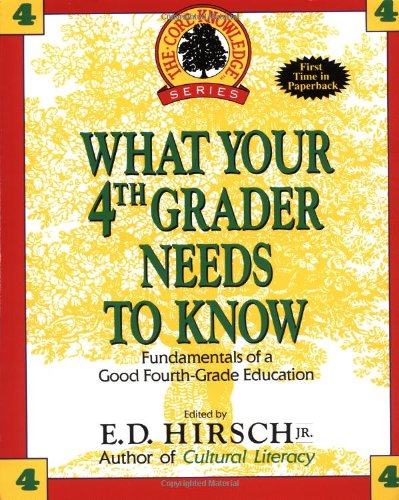 4
4
THE CORE KNOWLEDGE
SERIES
First
Time in
Paperback
WHAT YOUR
4TH GRADER
NEEDS
TO KNOW
Fundamentals of a
Good Fourth-Grade Education
Edited by
E.D. HIRSCH JR.
Author of Cultural Literacy
4
4